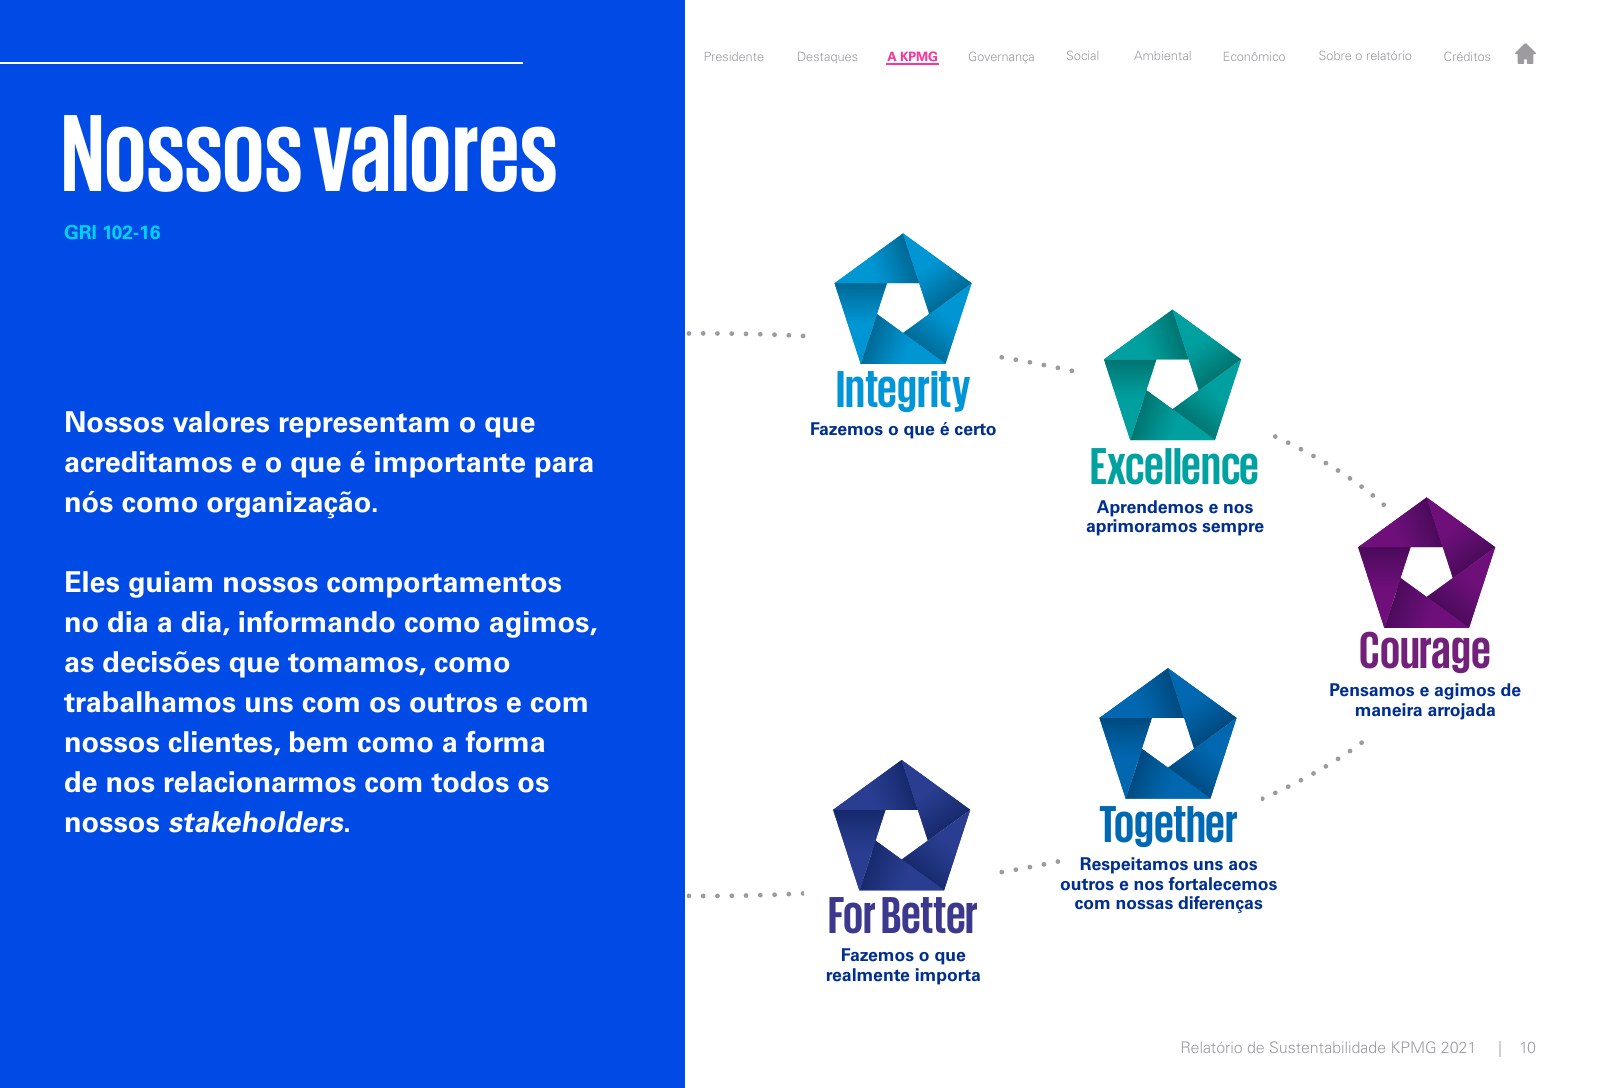 Presidente Destaques A KPMG Governança Social Ambiental Econômico Sobre o relatório Créditos
Nossos valores
GRI 102-16
Nossos valores representam o que
acreditamos e o que é importante para
nós como organização.
Eles guiam nossos comportamentos
no dia a dia, informando como agimos,
as decisões que tomamos, como
trabalhamos uns com os outros e com
nossos clientes, bem como a forma
de nos relacionarmos com todos os
nossos stakeholders.
Integrity
Fazemos o que é certo
Excellence
Aprendemos e nos
aprimoramos sempre
Courage
Pensamos e agimos de
maneira arrojada
Together
Respeitamos uns aos
outros e nos fortalecemos
com nossas diferenças
For Better
Fazemos o que
realmente importa
Relatório de Sustentabilidade KPMG 2021 | 10